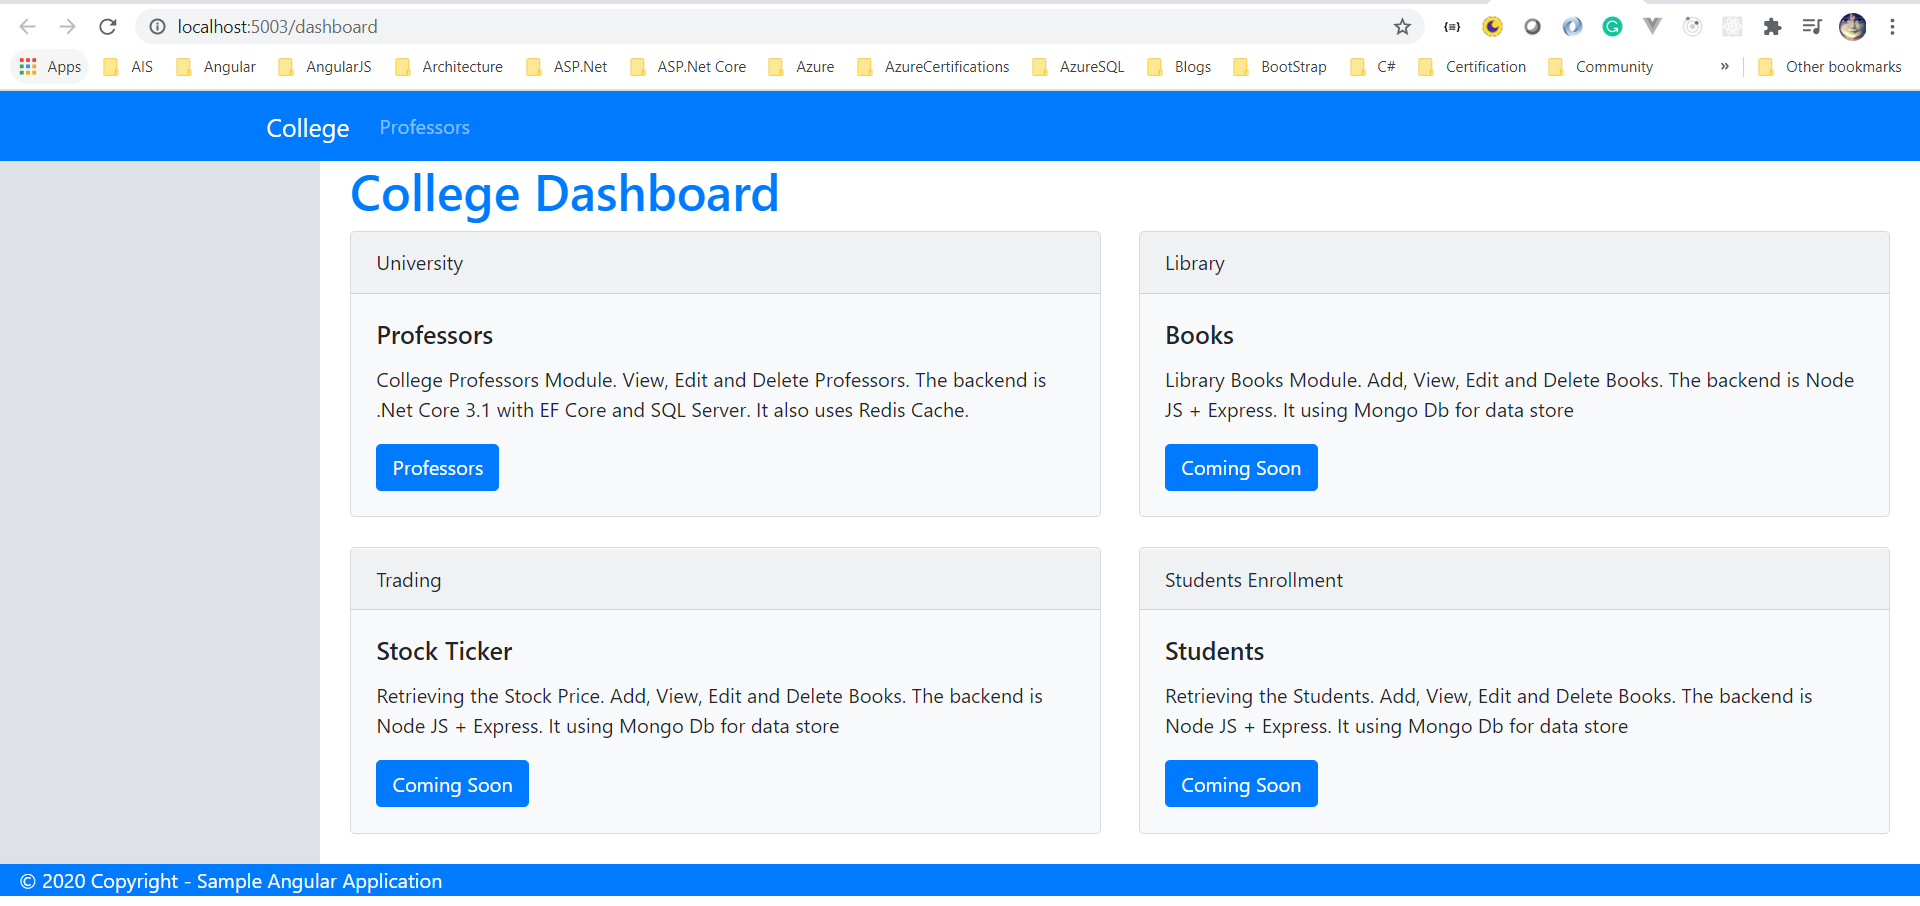 localhost:5003/dashboard
Apps AIS Angular AngularJS Architecture ASP.Net ASP.Net Core Azure AzureCertifications AzureSQL Blogs BootStrap C# Certification Community » Other bookmarks
College Professors
College Dashboard
University
Professors
College Professors Module. View, Edit and Delete Professors. The backend is
.Net Core 3.1 with EF Core and SQL Server. It also uses Redis Cache.
Professors
Library
Books
Library Books Module. Add, View, Edit and Delete Books. The backend is Node
JS + Express. It using Mongo Db for data store
Coming Soon
Trading
Stock Ticker
Retrieving the Stock Price. Add, View, Edit and Delete Books. The backend is
Node JS + Express. It using Mongo Db for data store
Coming Soon
Students Enrollment
Students
Retrieving the Students. Add, View, Edit and Delete Books. The backend is
Node JS + Express. It using Mongo Db for data store
Coming Soon
© 2020 Copyright - Sample Angular Application